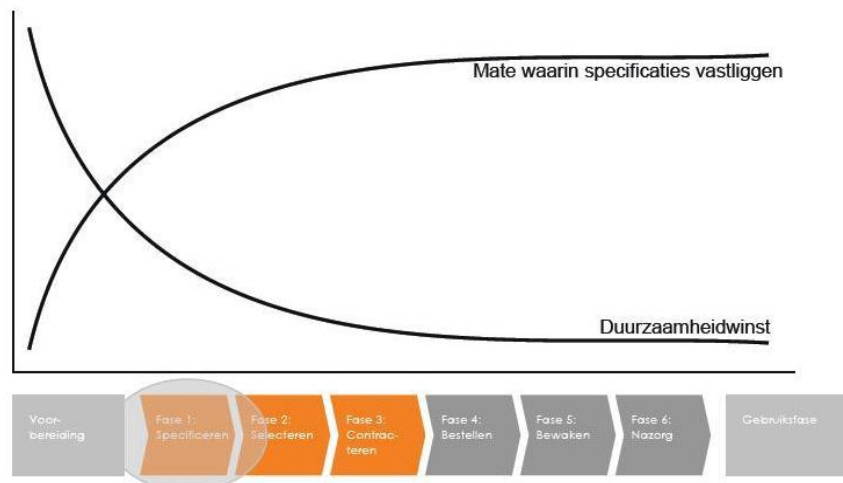 Mate waarin specificaties vastliggen
Duurzaamheidwinst
Voor-
bereiding
Fase 1:
Specificeren
Fase 2:
Selecteren
Fase 3:
Contrac-
teren
Fase 4:
Bestellen
Fase 5:
Bewaken
Fase 6:
Nazorg
Gebruiksfase